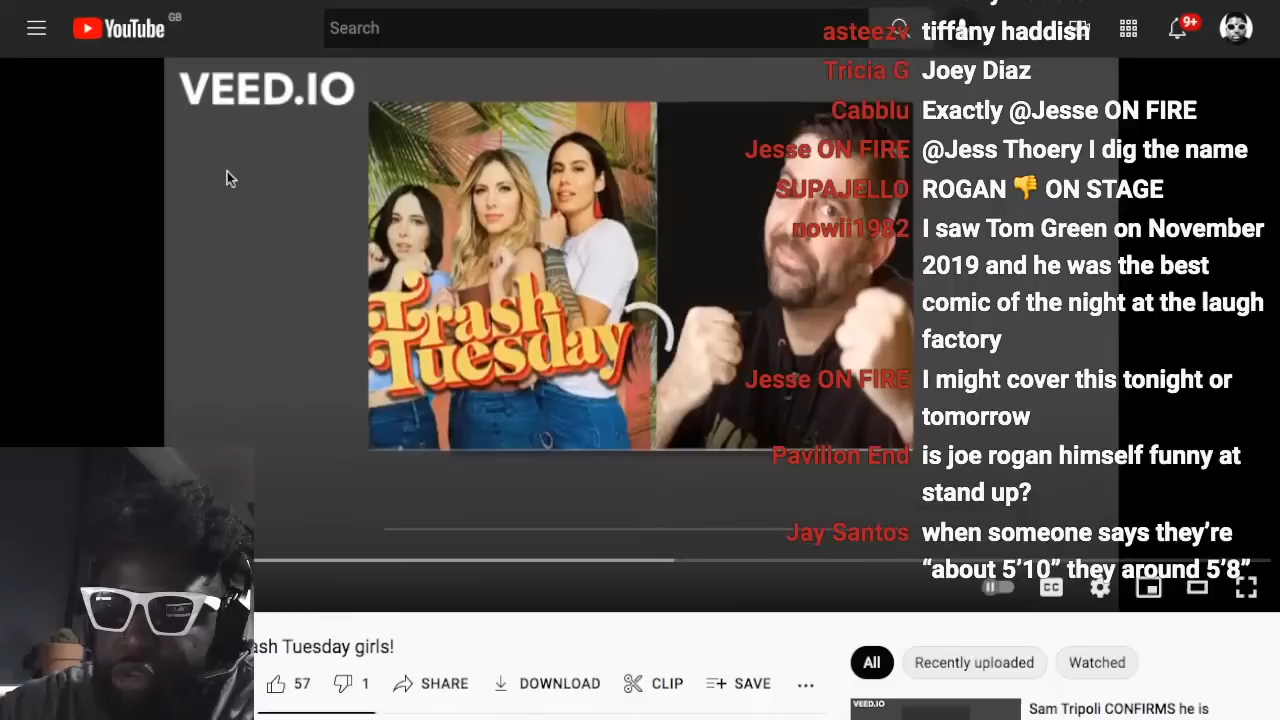 YouTube GB
Search
9+
asteezv tiffany haddish
Tricia G Joey Diaz
Cabblu Exactly @Jesse ON FIRE
Jesse ON FIRE @Jess Thoery I dig the name
SUPAJELLO ROGAN 👎 ON STAGE
nowii1982 I saw Tom Green on November
2019 and he was the best
comic of the night at the laugh
factory
Jesse ON FIRE I might cover this tonight or
tomorrow
Pavilion End is joe rogan himself funny at
stand up?
Jay Santos when someone says they're
"about 5'10" they around 5'8"
VEED.IO
Trash
Tuesday
CC
ash Tuesday girls!
57 1 SHARE DOWNLOAD CLIP SAVE
All Recently uploaded Watched
VEED.IO
Sam Tripoli CONFIRMS he is